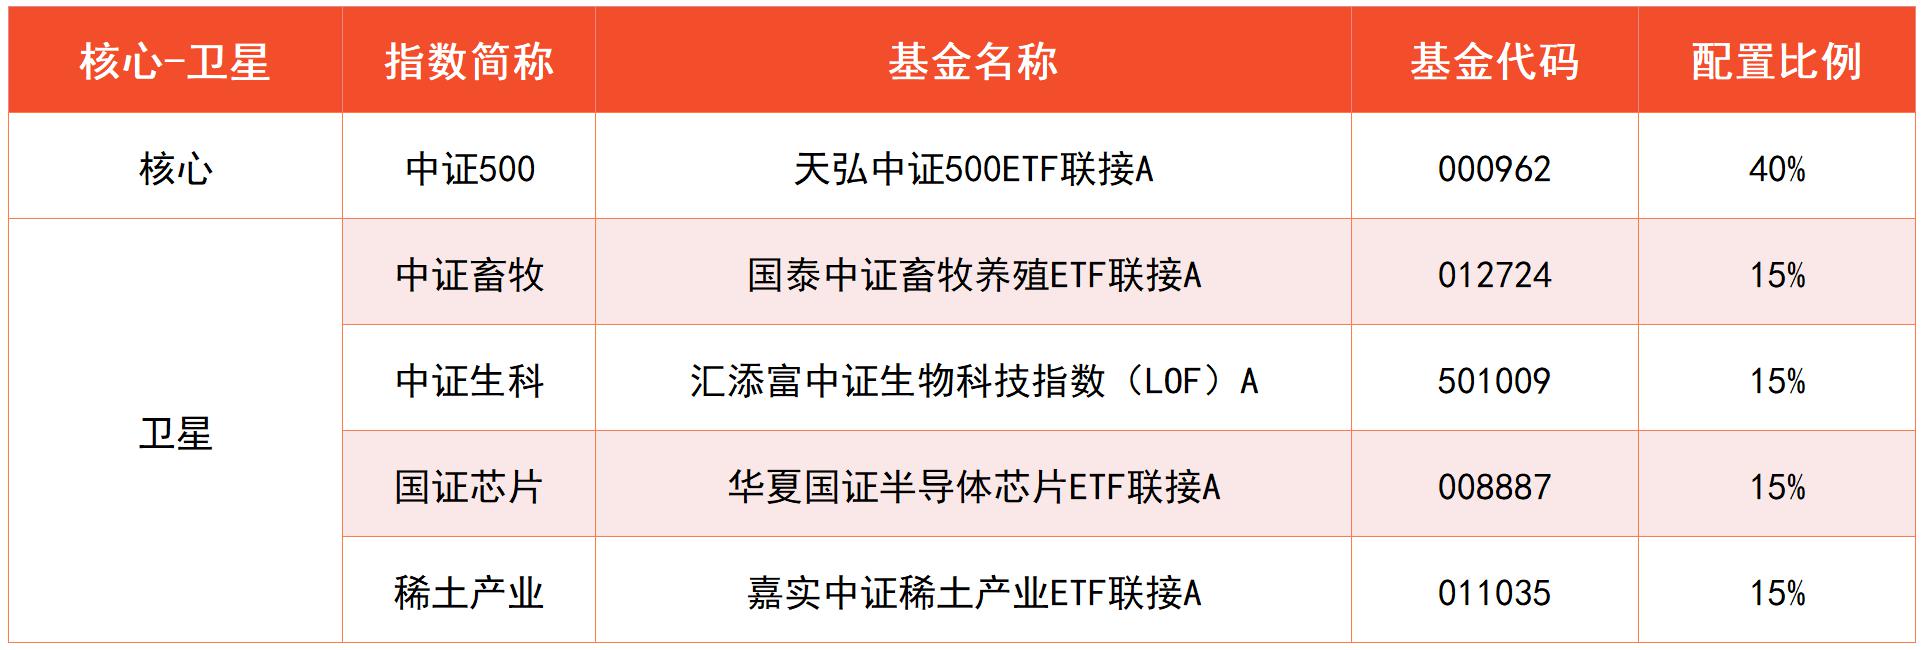 核心-卫星 指数简称 基金名称 基金代码 配置比例
核心 中证500 天弘中证500ETF联接A 000962 40%
卫星
中证畜牧 国泰中证畜牧养殖ETF联接A 012724 15%
中证生科 汇添富中证生物科技指数（LOF）A 501009 15%
国证芯片 华夏国证半导体芯片ETF联接A 008887 15%
稀土产业 嘉实中证稀土产业ETF联接A 011035 15%